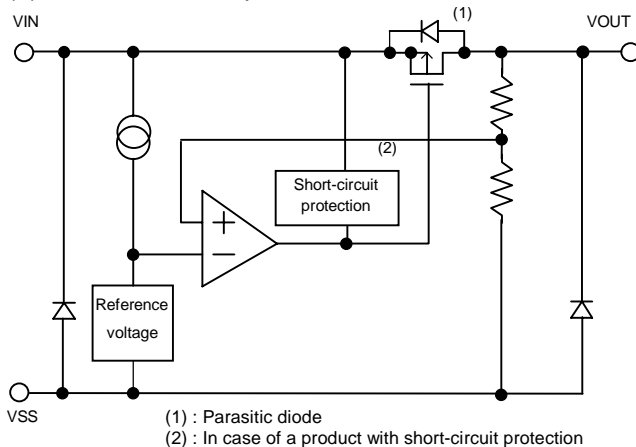 (1)
VIN
VOUT
(2)
Short-circuit
protection
+
−
Reference
voltage
VSS
(1) : Parasitic diode
(2) : In case of a product with short-circuit protection